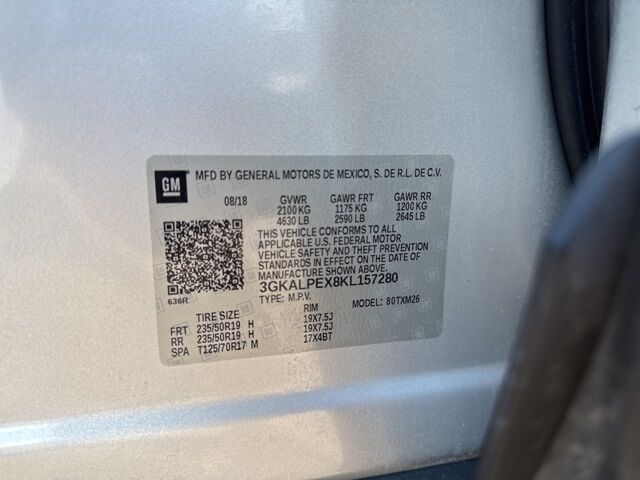 GM MFD BY GENERAL MOTORS DE MEXICO, S. DE R.L. DE C.V.
08/18 GVWR GAWR FRT GAWR RR
2100 KG 1175 KG 1200 KG
4630 LB 2590 LB 2645 LB
THIS VEHICLE CONFORMS TO ALL
APPLICABLE U.S. FEDERAL MOTOR
VEHICLE SAFETY AND THEFT PREVENTION
STANDARDS IN EFFECT ON THE DATE OF
MANUFACTURE SHOWN ABOVE.
3GKALPEX8KL157280
636R TYPE: M.P.V. MODEL: 80TXM26
TIRE SIZE RIM
FRT 235/50R19 H 19X7.5J
RR 235/50R19 H 19X7.5J
SPA T125/70R17 M 17X4BT